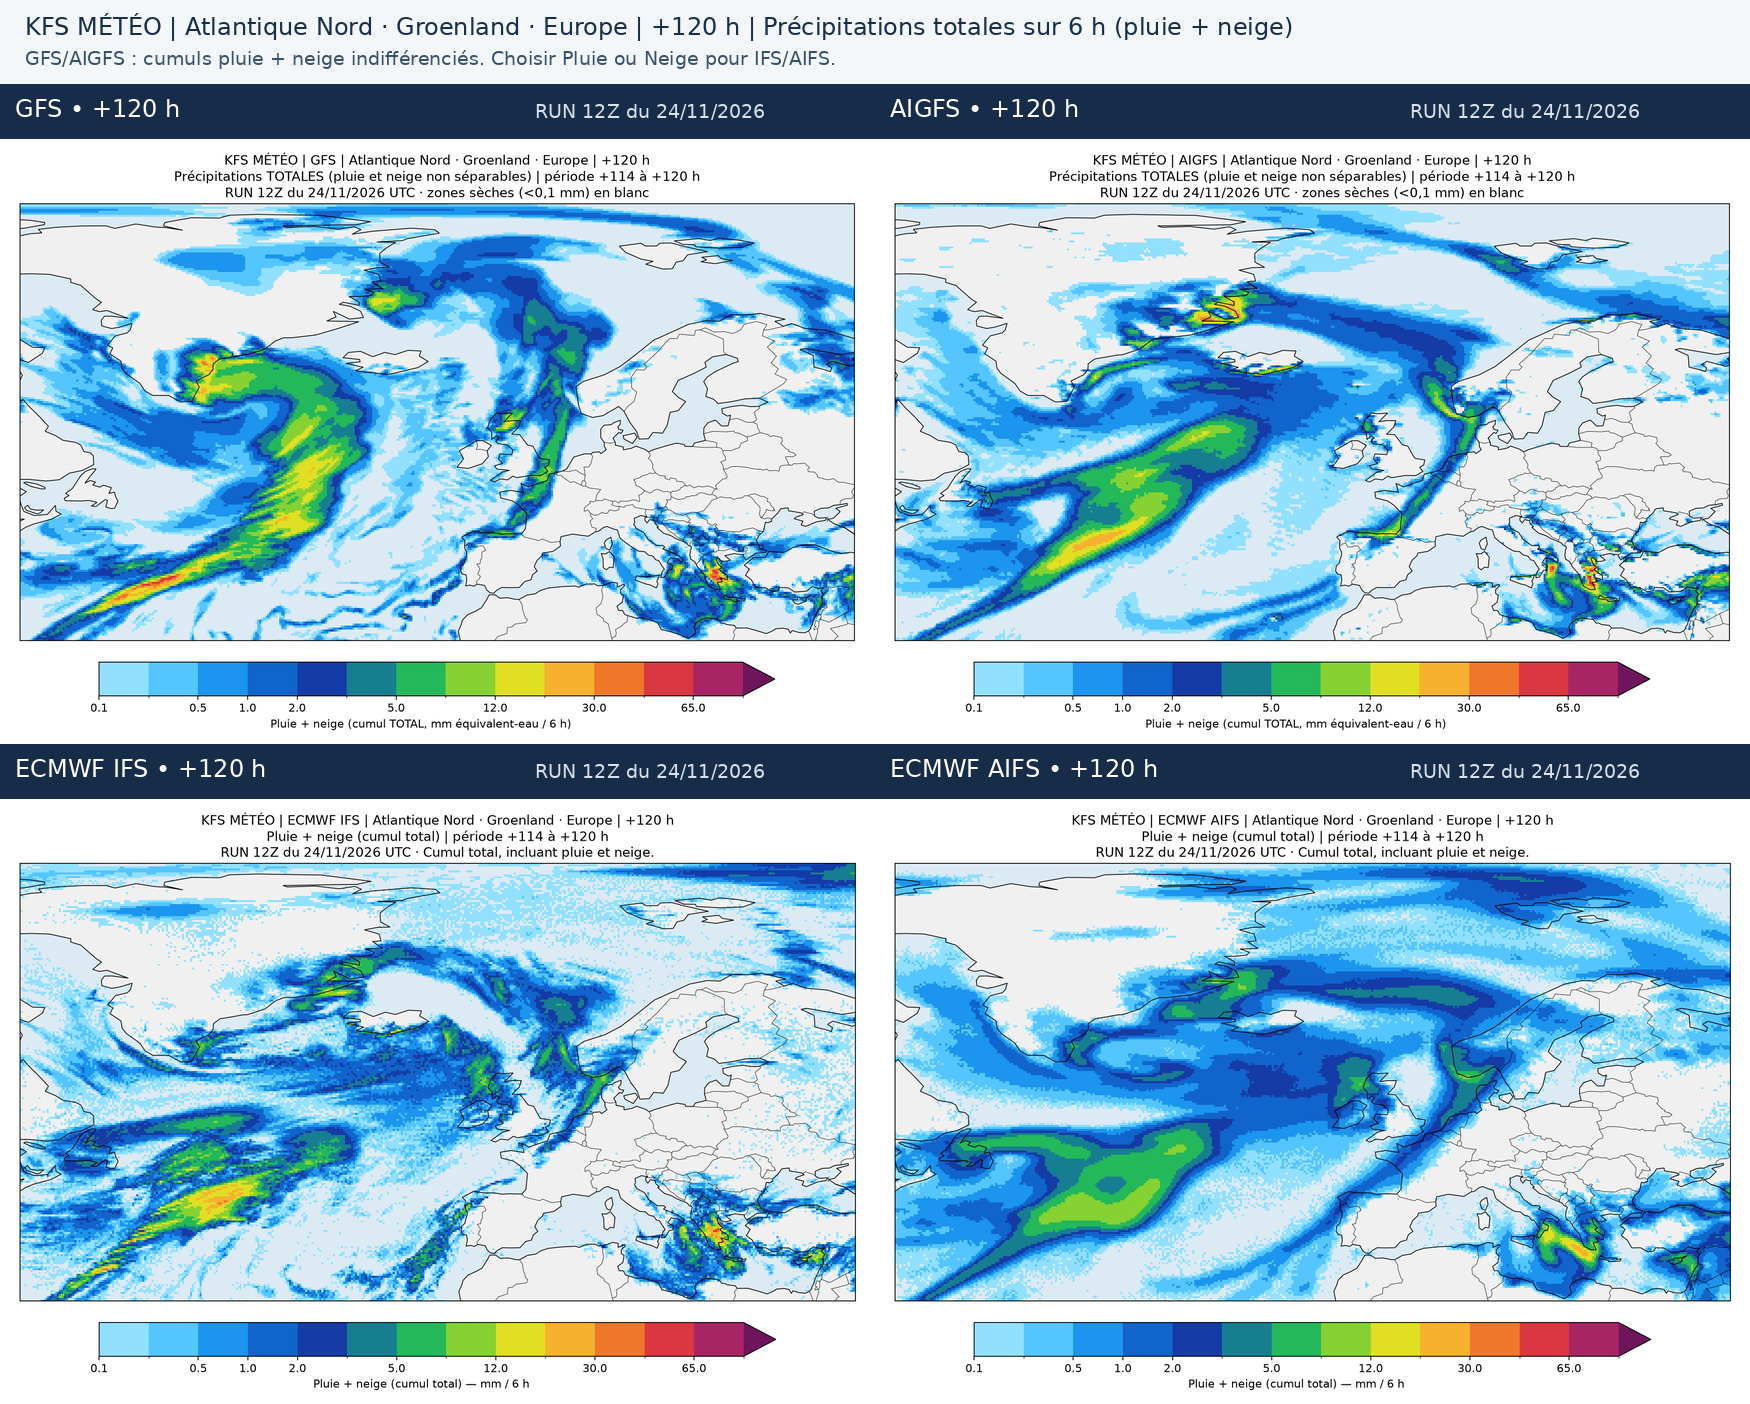 KFS MÉTÉO | Atlantique Nord · Groenland · Europe | +120 h | Précipitations totales sur 6 h (pluie + neige)
GFS/AIGFS : cumuls pluie + neige indifférenciés. Choisir Pluie ou Neige pour IFS/AIFS.
GFS • +120 h RUN 12Z du 24/11/2026
KFS MÉTÉO | GFS | Atlantique Nord · Groenland · Europe | +120 h
Précipitations TOTALES (pluie et neige non séparables) | période +114 à +120 h
RUN 12Z du 24/11/2026 UTC · zones sèches (<0,1 mm) en blanc
0.1 0.5 1.0 2.0 5.0 12.0 30.0 65.0
Pluie + neige (cumul TOTAL, mm équivalent-eau / 6 h)
AIGFS • +120 h RUN 12Z du 24/11/2026
KFS MÉTÉO | AIGFS | Atlantique Nord · Groenland · Europe | +120 h
Précipitations TOTALES (pluie et neige non séparables) | période +114 à +120 h
RUN 12Z du 24/11/2026 UTC · zones sèches (<0,1 mm) en blanc
0.1 0.5 1.0 2.0 5.0 12.0 30.0 65.0
Pluie + neige (cumul TOTAL, mm équivalent-eau / 6 h)
ECMWF IFS • +120 h RUN 12Z du 24/11/2026
KFS MÉTÉO | ECMWF IFS | Atlantique Nord · Groenland · Europe | +120 h
Pluie + neige (cumul total) | période +114 à +120 h
RUN 12Z du 24/11/2026 UTC · Cumul total, incluant pluie et neige.
0.1 0.5 1.0 2.0 5.0 12.0 30.0 65.0
Pluie + neige (cumul total) — mm / 6 h
ECMWF AIFS • +120 h RUN 12Z du 24/11/2026
KFS MÉTÉO | ECMWF AIFS | Atlantique Nord · Groenland · Europe | +120 h
Pluie + neige (cumul total) | période +114 à +120 h
RUN 12Z du 24/11/2026 UTC · Cumul total, incluant pluie et neige.
0.1 0.5 1.0 2.0 5.0 12.0 30.0 65.0
Pluie + neige (cumul total) — mm / 6 h